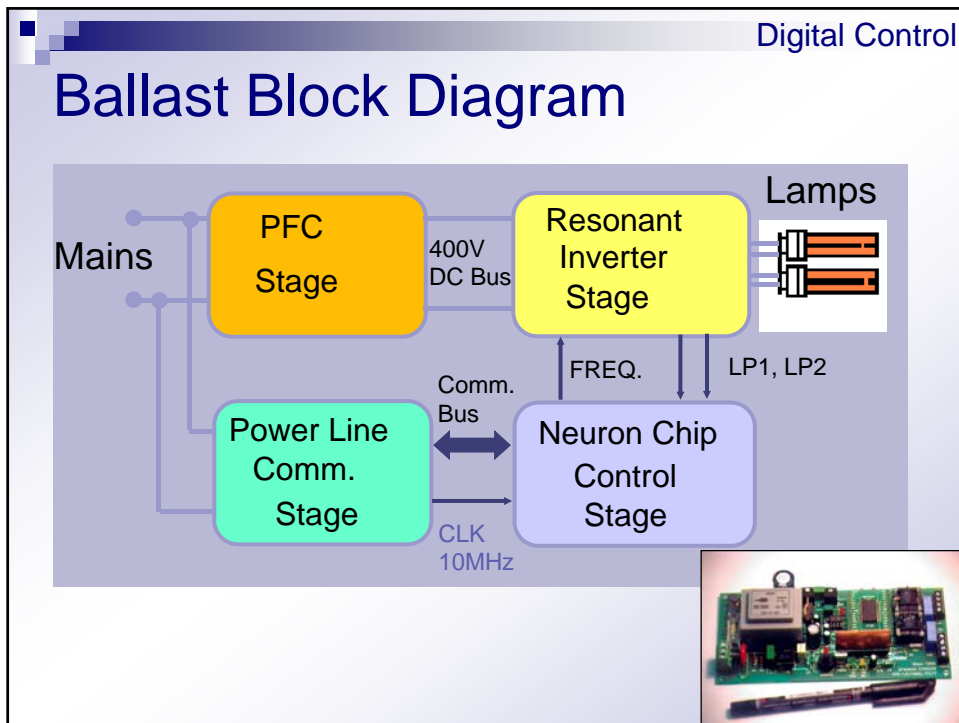 Digital Control
Ballast Block Diagram
Lamps
Mains
PFC
Stage
400V
DC Bus
Resonant
Inverter
Stage
FREQ.
LP1, LP2
Comm.
Bus
Power Line
Comm.
Stage
Neuron Chip
Control
Stage
CLK
10MHz